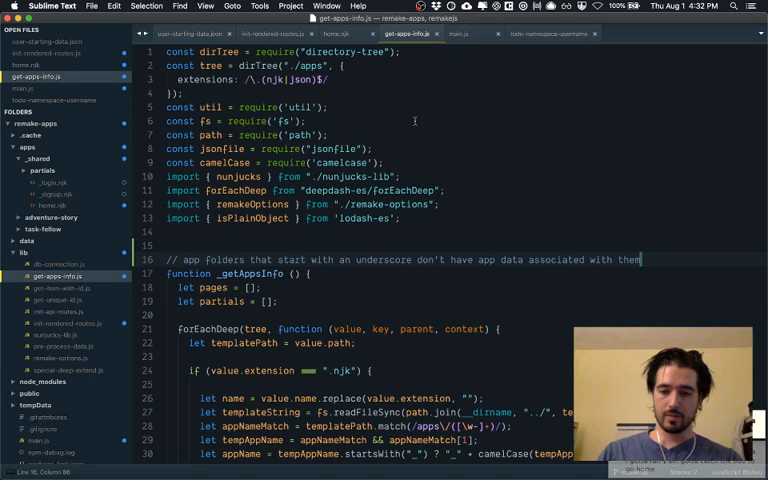 Sublime Text File Edit Selection Find View Goto Tools Project Window Help 100% Thu Aug 1 4:32 PM
get-apps-info.js — remake-apps, remakejs
OPEN FILES
user-starting-data.json
init-rendered-routes.js
home.njk
get-apps-info.js
main.js
todo-namespace-username
FOLDERS
remake-apps
.cache
apps
_shared
partials
_login.njk
_signup.njk
home.njk
adventure-story
task-follow
data
lib
db-connection.js
get-apps-info.js
get-item-with-id.js
get-unique-id.js
init-api-routes.js
init-rendered-routes.js
nunjucks-lib.js
pre-process-data.js
remake-options.js
special-deep-extend.js
node_modules
public
tempData
.gitattributes
.gitignore
main.js
npm-debug.log
user-starting-data.json init-rendered-routes.js home.njk get-apps-info.js main.js todo-namespace-username
1 const dirTree = require("directory-tree");
2 const tree = dirTree("./apps", {
3 extensions: /\.(njk|json)$/
4 });
5 const util = require('util');
6 const fs = require('fs');
7 const path = require('path');
8 const jsonfile = require("jsonfile");
9 const camelCase = require('camelcase');
10 import { nunjucks } from "./nunjucks-lib";
11 import forEachDeep from "deepdash-es/forEachDeep";
12 import { remakeOptions } from "./remake-options";
13 import { isPlainObject } from 'lodash-es';
14
15
16 // app folders that start with an underscore don't have app data associated with them
17 function _getAppsInfo () {
18 let pages = [];
19 let partials = [];
20
21 forEachDeep(tree, function (value, key, parent, context) {
22 let templatePath = value.path;
23
24 if (value.extension === ".njk") {
25
26 let name = value.name.replace(value.extension, "");
27 let templateString = fs.readFileSync(path.join(__dirname, "../", te
28 let appNameMatch = templatePath.match(/apps\/([\w-]+)/);
29 let tempAppName = appNameMatch && appNameMatch[1];
30 let appName = tempAppName.startsWith("_") ? "_" + camelCase(tempApp
Line 16, Column 86
go home